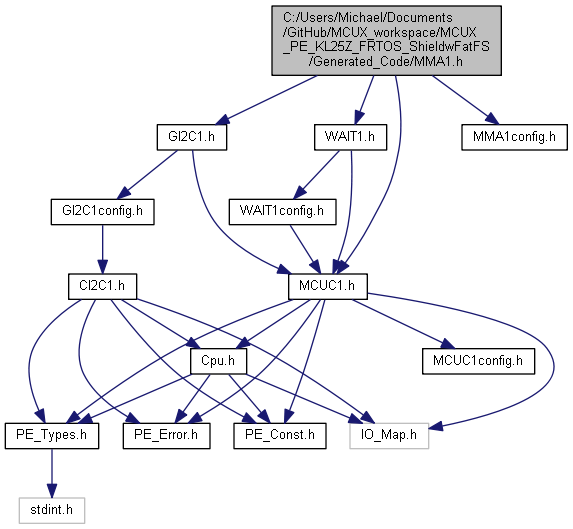 C:/Users/Michael/Documents
/GitHub/MCUX_workspace/MCUX
_PE_KL25Z_FRTOS_ShieldwFatFS
/Generated_Code/MMA1.h
GI2C1.h
WAIT1.h
MMA1config.h
GI2C1config.h
WAIT1config.h
CI2C1.h
MCUC1.h
Cpu.h
MCUC1config.h
PE_Types.h
PE_Error.h
PE_Const.h
IO_Map.h
stdint.h